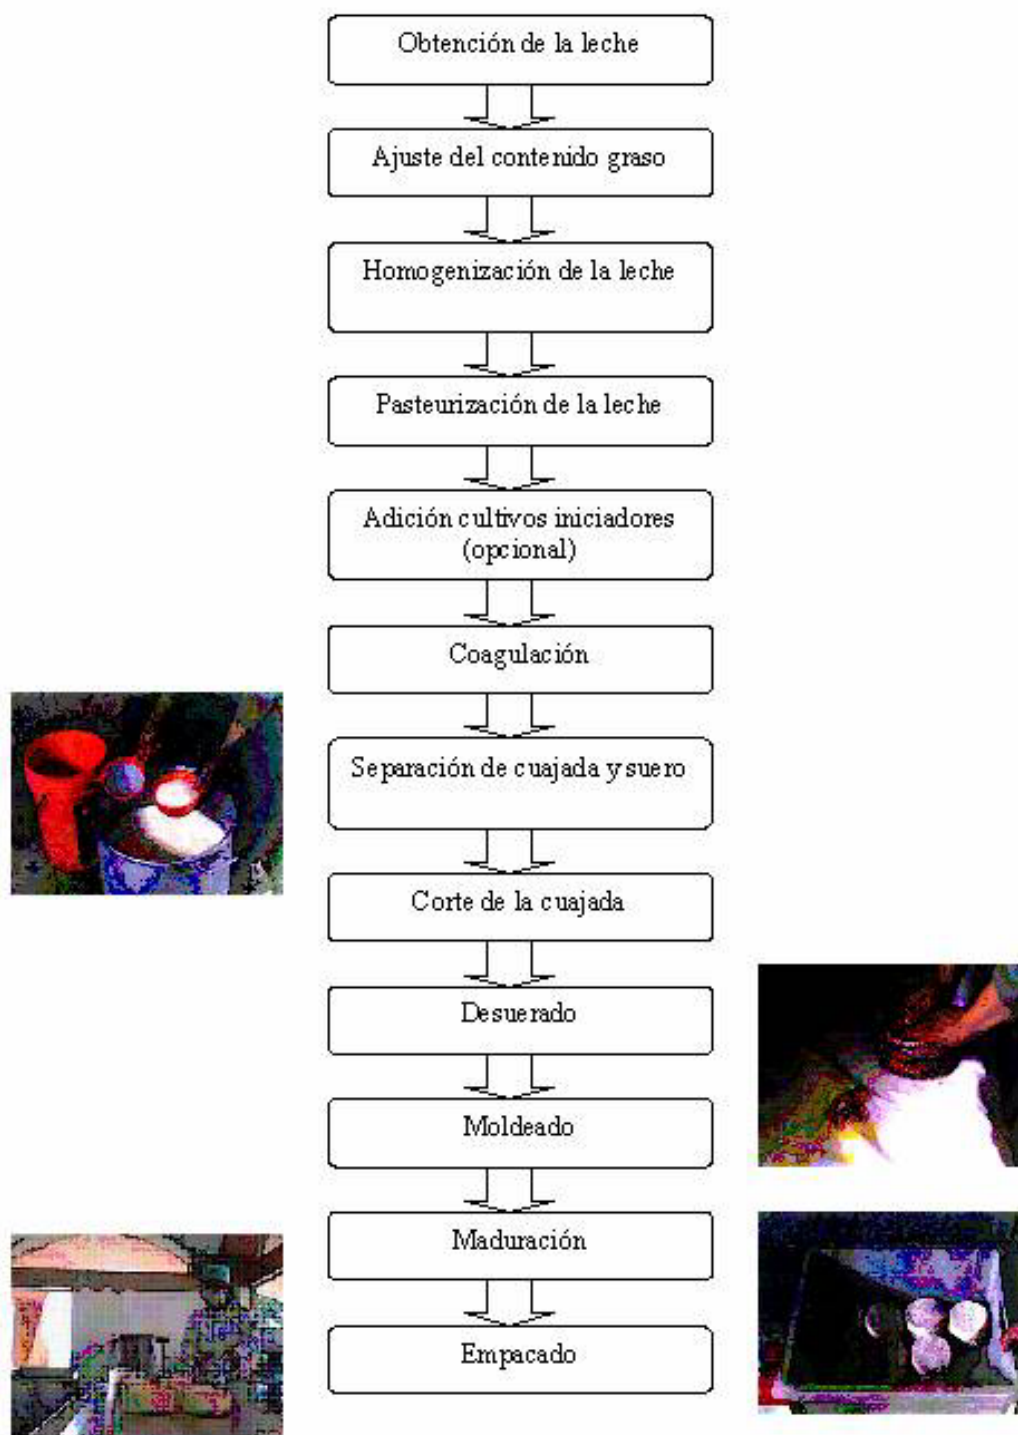 Obtención de la leche
Ajuste del contenido graso
Homogenización de la leche
Pasteurización de la leche
Adición cultivos iniciadores
(opcional)
Coagulación
Separación de cuajada y suero
Corte de la cuajada
Desuerado
Moldeado
Maduración
Empacado